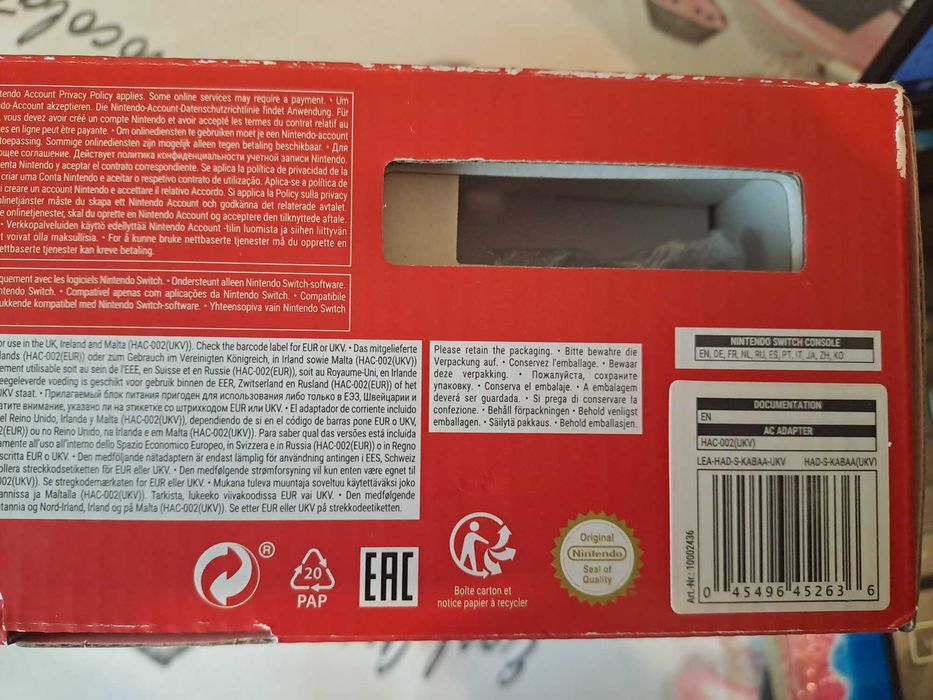 tendo Account Privacy Policy applies. Some online services may require a payment. • Um
do-Account akzeptieren. Die Nintendo-Account-Datenschutzrichtlinie findet Anwendung. Für
, vous devez avoir créé un compte Nintendo et avoir accepté les termes du contrat relatif au
es en ligne peut être payante. • Om onlinediensten te gebruiken moet je een Nintendo-account
toepassing. Sommige onlinediensten zijn mogelijk alleen tegen betaling beschikbaar. • Для
ющее соглашение. Действует политика конфиденциальности учетной записи Nintendo.
enta Nintendo y aceptar el contrato correspondiente. Se aplica la política de privacidad de la
criar uma Conta Nintendo e aceitar o respetivo contrato de utilização. Aplica-se a política de
i creare un account Nintendo e accettare il relativo Accordo. Si applica la Policy sulla privacy
nlinetjänster måste du skapa ett Nintendo Account och godkänna det relaterade avtalet.
e onlinetjenester, skal du oprette en Nintendo Account og acceptere den tilknyttede aftale.
• Verkkopalveluiden käyttö edellyttää Nintendo Account -tilin luomista ja siihen liittyvän
t voivat olla maksullisia. • For å kunne bruke nettbaserte tjenester må du opprette en
ettbaserte tjenester kan kreve betaling.
quement avec les logiciels Nintendo Switch. • Ondersteunt alleen Nintendo Switch-software.
ntendo Switch. • Compatível apenas com aplicações da Nintendo Switch. • Compatibile
ukkende kompatibel med Nintendo Switch-software. • Yhteensopiva vain Nintendo Switch
or use in the UK, Ireland and Malta (HAC-002(UKV)). Check the barcode label for EUR or UKV. • Das mitgelieferte
lands (HAC-002(EUR)) oder zum Gebrauch im Vereinigten Königreich, in Irland sowie Malta (HAC-002(UKV))
ement utilisable soit au sein de l'EEE, en Suisse et en Russie (HAC-002(EUR)), soit au Royaume-Uni, en Irlande
eegeleverde voeding is geschikt voor gebruik binnen de EER, Zwitserland en Rusland (HAC-002(EUR)) of het
UKV staat. • Прилагаемый блок питания пригоден для использования либо только в ЕЭЗ, Швейцарии и
атите внимание, указано ли на этикетке со штрихкодом EUR или UKV. • El adaptador de corriente incluido
el Reino Unido, Irlanda y Malta (HAC-002(UKV)), dependiendo de si en el código de barras pone EUR o UKV.
2(EUR)) ou no Reino Unido, na Irlanda e em Malta (HAC-002(UKV)). Para saber qual das versões está incluída
amente all'uso all'interno dello Spazio Economico Europeo, in Svizzera e in Russia (HAC-002(EUR)) o in Regno
scritta EUR o UKV. • Den medföljande nätadaptern är endast lämplig för användning antingen i EES, Schweiz
ollera streckkodsetiketten för EUR eller UKV. • Den medfølgende strømforsyning vil kun enten være egnet til
002(UKV)). Se stregkodemærkaten for EUR eller UKV. • Mukana tuleva muuntaja soveltuu käytettäväksi joko
annissa ja Maltalla (HAC-002(UKV)). Tarkista, lukeeko viivakoodissa EUR vai UKV. • Den medfølgende
itannia og Nord-Irland, Irland og på Malta (HAC-002(UKV)). Se etter EUR eller UKV på strekkodeetiketten.
Please retain the packaging. • Bitte bewahre die
Verpackung auf. • Conservez l'emballage. • Bewaar
deze verpakking. • Пожалуйста, сохраните
упаковку. • Conserva el embalaje. • A embalagem
deverá ser guardada. • Si prega di conservare la
confezione. • Behåll förpackningen • Behold venligst
emballagen. • Säilytä pakkaus. • Behold emballasjen.
NINTENDO SWITCH CONSOLE
EN, DE, FR, NL, RU, ES, PT, IT, JA, ZH, KO
DOCUMENTATION
EN
AC ADAPTER
HAC-002(UKV)
LEA-HAD-S-KABAA-UKV HAD-S-KABAA(UKV)
Art.-Nr.: 10002436
0 45496 45263 6
®
20
PAP
EAC
Boîte carton et
notice papier à recycler
Original
Nintendo
Seal of
Quality